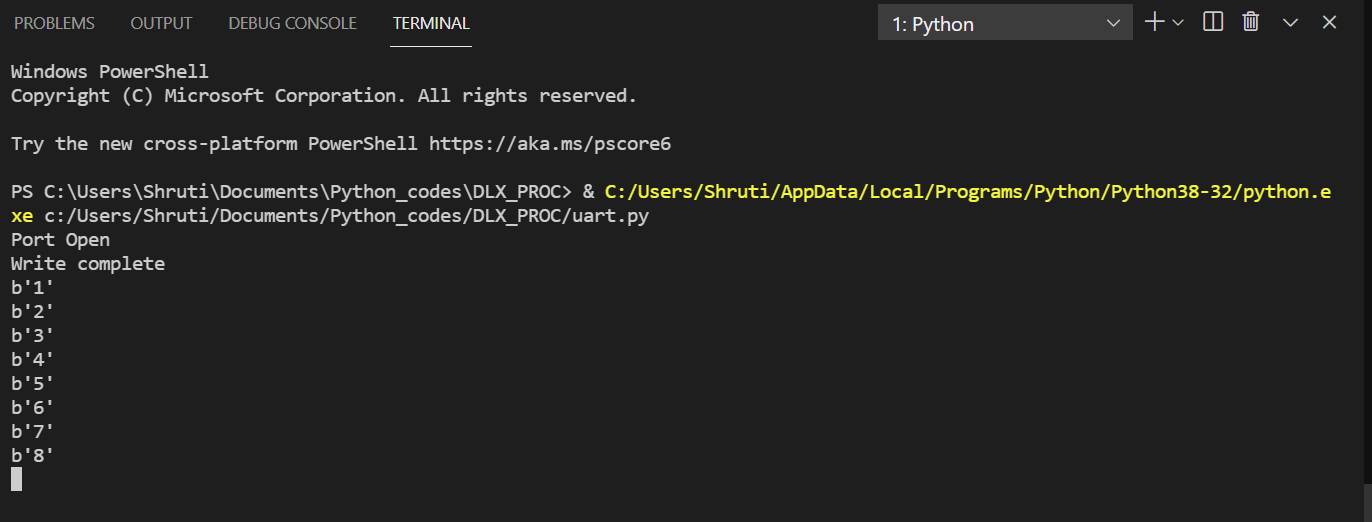 PROBLEMS OUTPUT DEBUG CONSOLE TERMINAL 1: Python
Windows PowerShell
Copyright (C) Microsoft Corporation. All rights reserved.
Try the new cross-platform PowerShell https://aka.ms/pscore6
PS C:\Users\Shruti\Documents\Python_codes\DLX_PROC> & C:/Users/Shruti/AppData/Local/Programs/Python/Python38-32/python.e
xe c:/Users/Shruti/Documents/Python_codes/DLX_PROC/uart.py
Port Open
Write complete
b'1'
b'2'
b'3'
b'4'
b'5'
b'6'
b'7'
b'8'